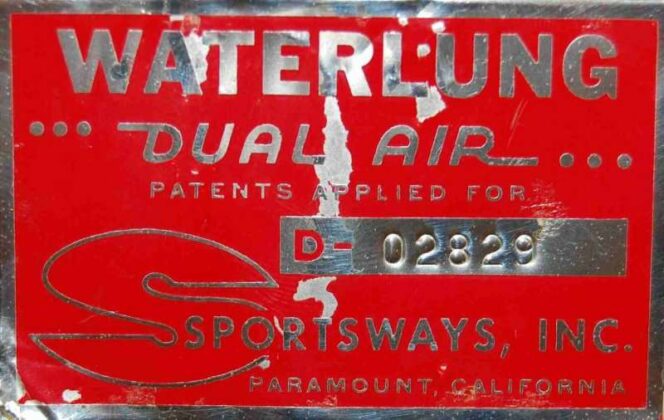 WATERLUNG
... DUAL AIR ...
PATENTS APPLIED FOR
D- 02829
SPORTSWAYS, INC.
PARAMOUNT, CALIFORNIA